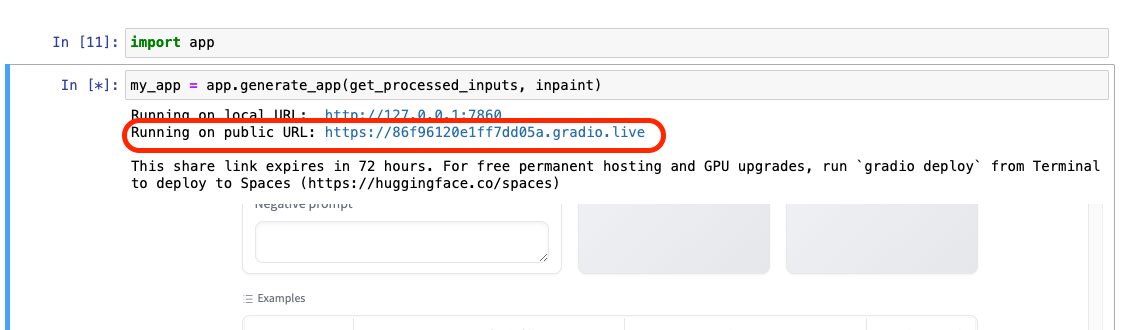 In [11]: import app
In [*]: my_app = app.generate_app(get_processed_inputs, inpaint)
Running on local URL: http://127.0.0.1:7860
Running on public URL: https://86f96120e1ff7dd05a.gradio.live
This share link expires in 72 hours. For free permanent hosting and GPU upgrades, run `gradio deploy` from Terminal
to deploy to Spaces (https://huggingface.co/spaces)
Negative prompt
Examples